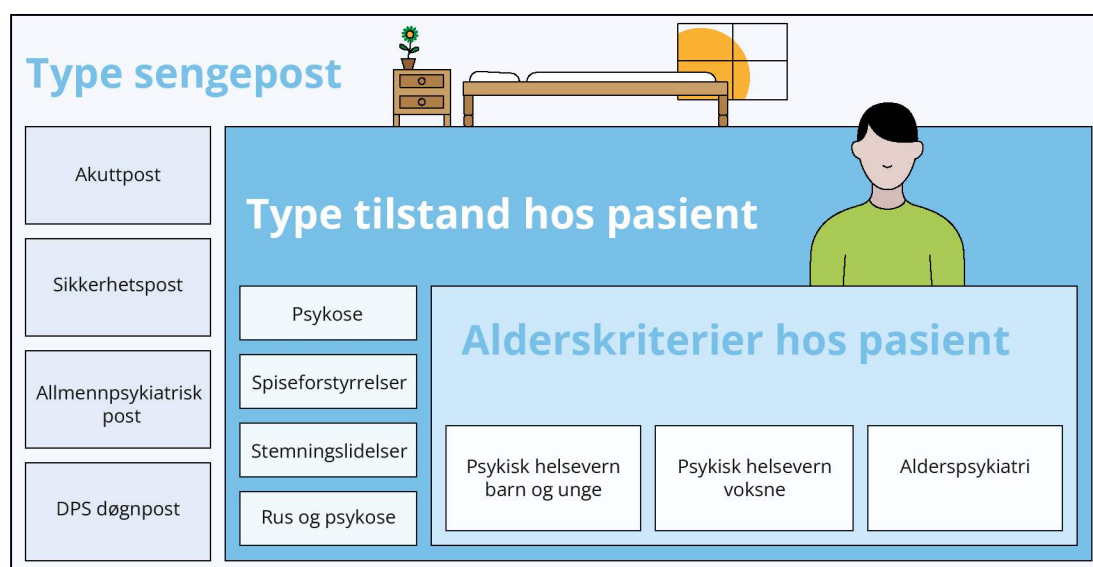 Type sengepost
Akuttpost
Sikkerhetspost
Allmennpsykiatrisk
post
DPS døgnpost
Type tilstand hos pasient
Psykose
Spiseforstyrrelser
Stemningslidelser
Rus og psykose
Alderskriterier hos pasient
Psykisk helsevern
barn og unge
Psykisk helsevern
voksne
Alderspsykiatri